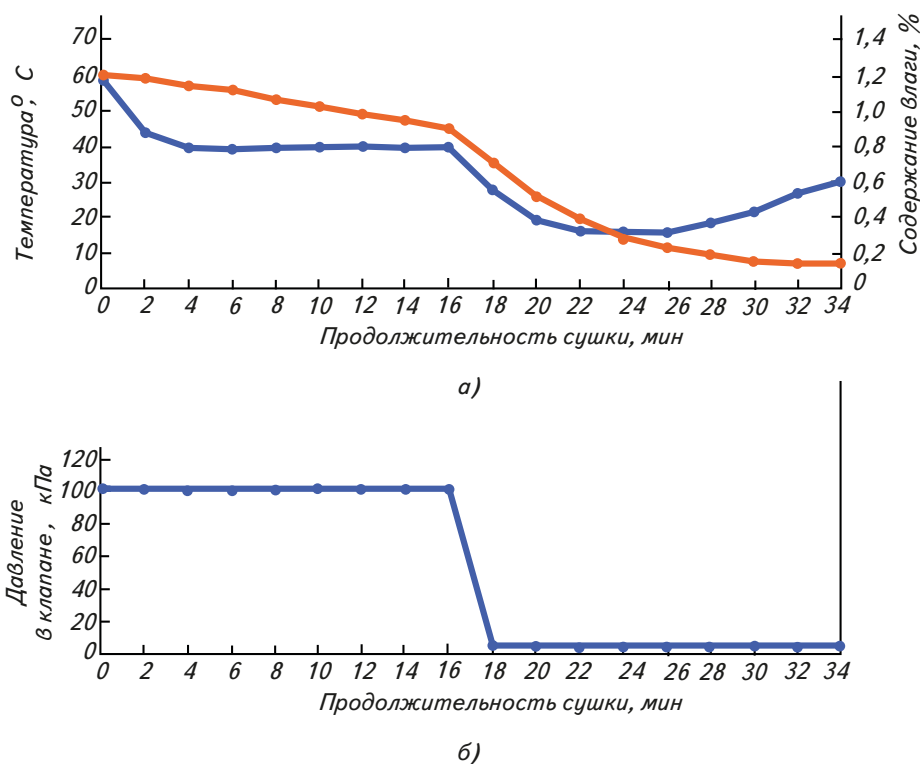 Температура, ° С
70
60
50
40
30
20
10
0
1,4
1,2
1,0
0,8
0,6
0,4
0,2
0
Содержание влаги, %
0 2 4 6 8 10 12 14 16 18 20 22 24 26 28 30 32 34
Продолжительность сушки, мин
а)
Давление
в клапане , кПа
120
100
80
60
40
20
0
0 2 4 6 8 10 12 14 16 18 20 22 24 26 28 30 32 34
Продолжительность сушки, мин
б)